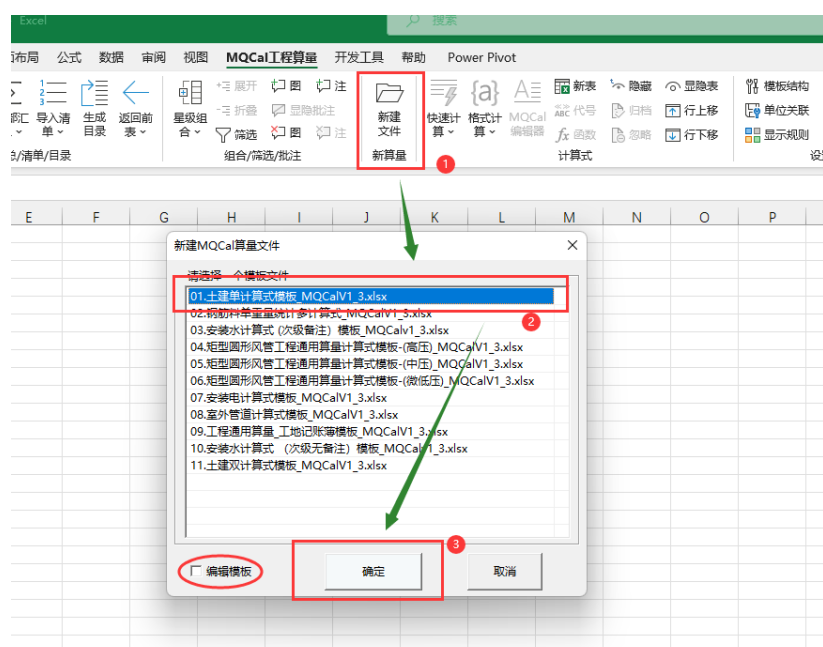 Excel
搜索
页布局 公式 数据 审阅 视图 MQCal工程算量 开发工具 帮助 Power Pivot
展开 图 注 新表 隐藏 显隐表 模板结构
导入清单 生成目录 返回前表 星级组合 折叠 显隐批注 新建文件 快速计算 格式计算 MQCal编辑器 代号 归档 行上移 单位关联
筛选 图 注 函数 忽略 行下移 显示规则
/清单/目录 组合/筛选/批注 新算量 计算式
1
E F G H I J K L M N O P
新建MQCal算量文件
请选择一个模板文件
01.土建单计算式模板_MQCalV1_3.xlsx
02.钢筋料单重量统计多计算式_MQCalV1_3.xlsx
2
03.安装水计算式 (次级备注）模板_MQCalv1_3.xlsx
04.矩型圆形风管工程通用算量计算式模板-(高压)_MQCalV1_3.xlsx
05.矩型圆形风管工程通用算量计算式模板-(中压)_MQCalV1_3.xlsx
06.矩型圆形风管工程通用算量计算式模板-(微低压)_MQCalV1_3.xlsx
07.安装电计算式模板_MQCalV1_3.xlsx
08.室外管道计算式模板_MQCalV1_3.xlsx
09.工程通用算量_工地记账薄模板_MQCalV1_3.xlsx
10.安装水计算式 （次级无备注）模板_MQCalV1_3.xlsx
11.土建双计算式模板_MQCalV1_3.xlsx
3
编辑模板 确定 取消